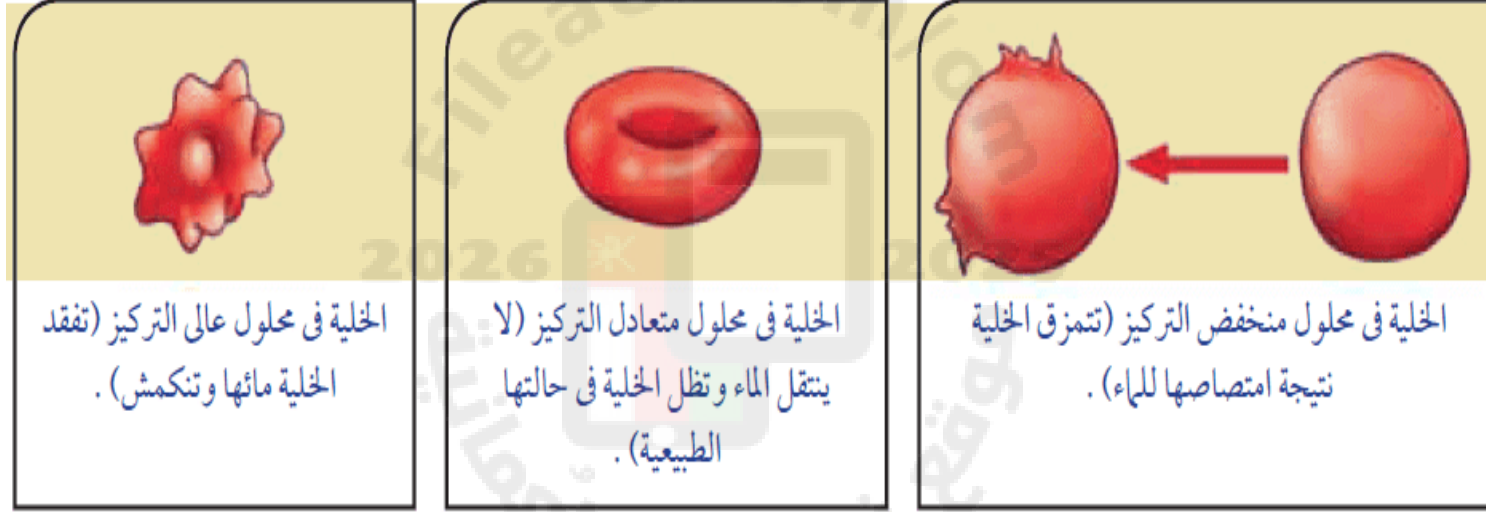 الخلية فى محلول منخفض التركيز (تتمزق الخلية
نتيجة امتصاصها للماء) .
الخلية فى محلول متعادل التركيز (لا
ينتقل الماء وتظل الخلية فى حالتها
الطبيعية) .
الخلية فى محلول عالى التركيز (تفقد
الخلية مائها وتنكمش) .
2026